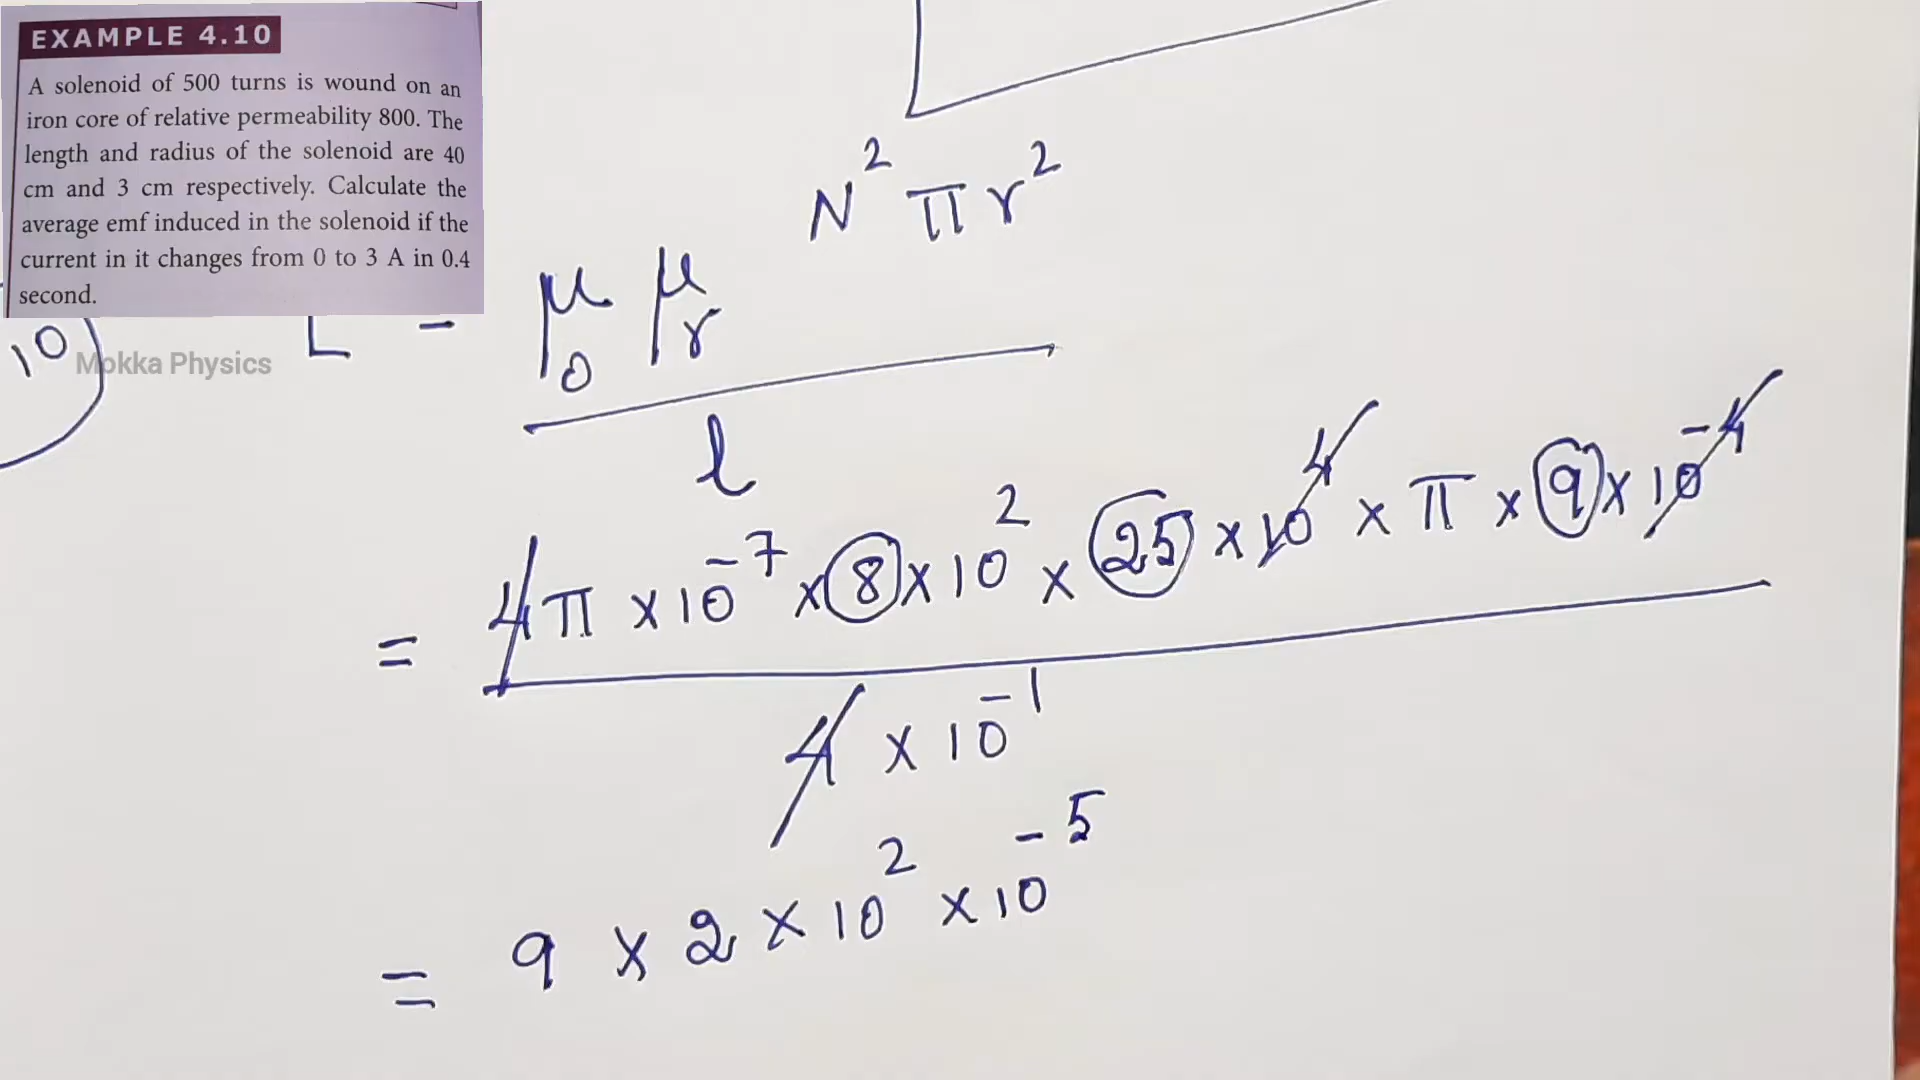 EXAMPLE 4.10
A solenoid of 500 turns is wound on an
iron core of relative permeability 800. The
length and radius of the solenoid are 40
cm and 3 cm respectively. Calculate the
average emf induced in the solenoid if the
current in it changes from 0 to 3 A in 0.4
second.
10
Mokka Physics
L = μ₀ μᵣ N² π r²
l
= 4π × 10⁻⁷ × 8 × 10² × 25 × 10⁴ × π × 9 × 10⁻⁴
4 × 10⁻¹
= 9 × 2 × 10² × 10⁻⁵